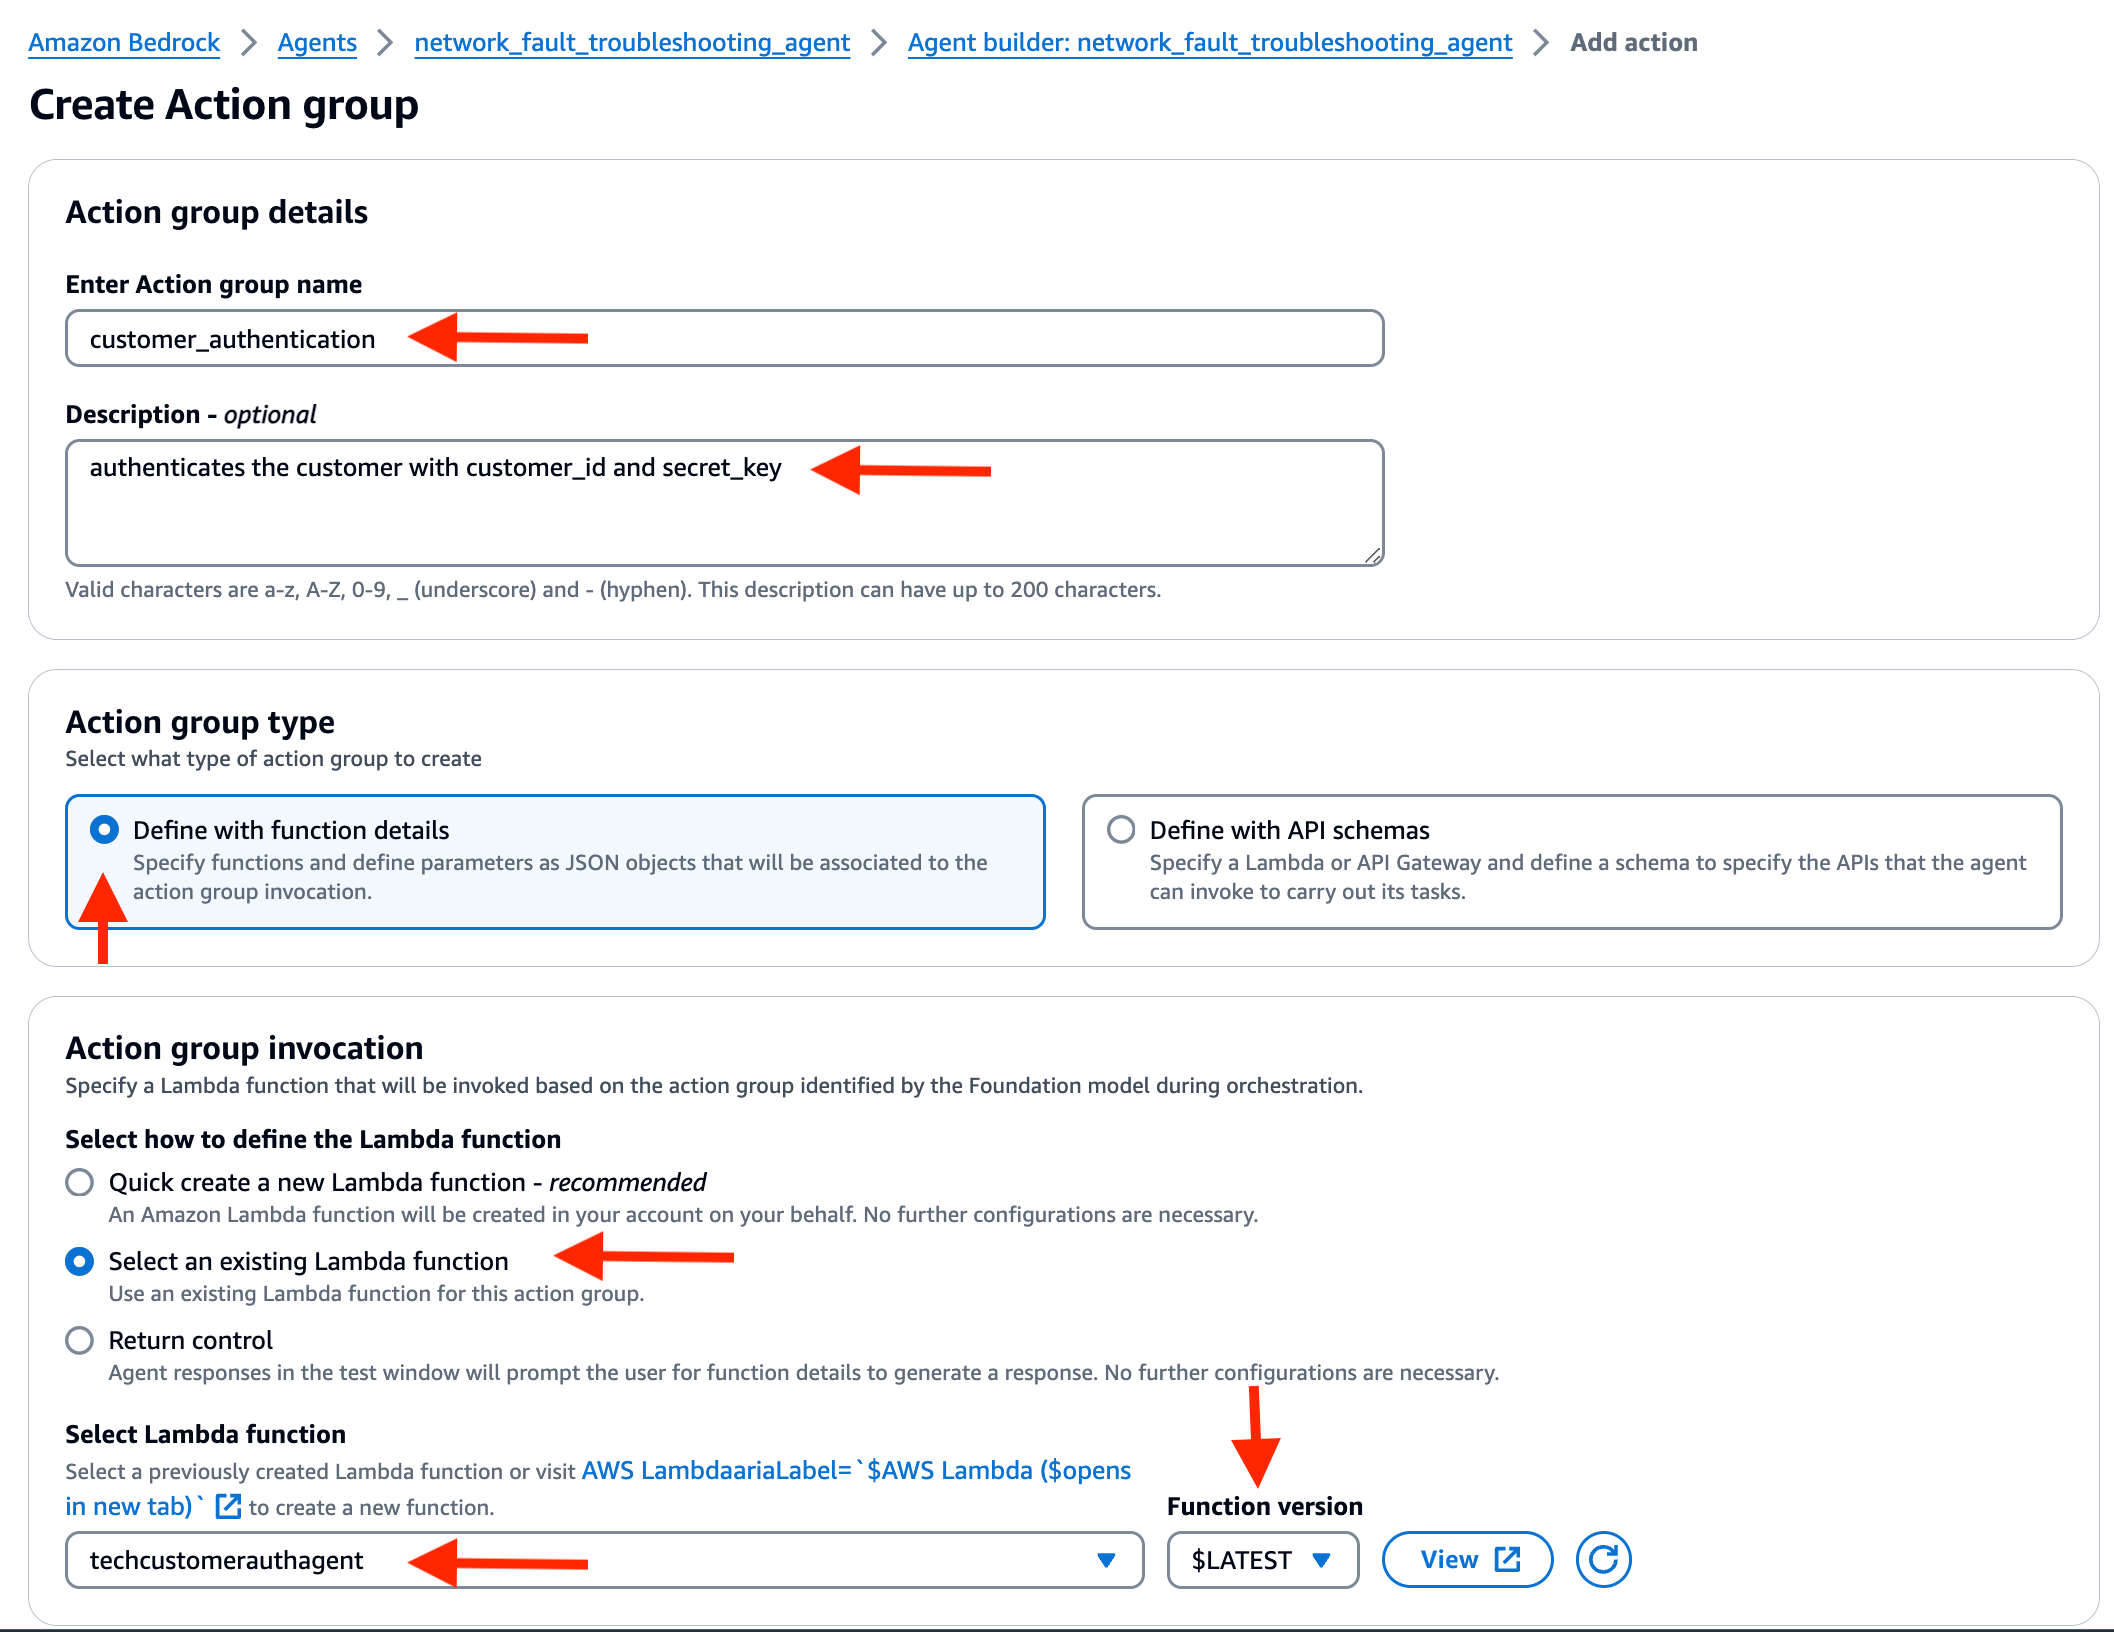 Amazon Bedrock > Agents > network_fault_troubleshooting_agent > Agent builder: network_fault_troubleshooting_agent > Add action
Create Action group
Action group details
Enter Action group name
customer_authentication
Description - optional
authenticates the customer with customer_id and secret_key
Valid characters are a-z, A-Z, 0-9, _ (underscore) and - (hyphen). This description can have up to 200 characters.
Action group type
Select what type of action group to create
Define with function details
Specify functions and define parameters as JSON objects that will be associated to the
action group invocation.
Define with API schemas
Specify a Lambda or API Gateway and define a schema to specify the APIs that the agent
can invoke to carry out its tasks.
Action group invocation
Specify a Lambda function that will be invoked based on the action group identified by the Foundation model during orchestration.
Select how to define the Lambda function
Quick create a new Lambda function - recommended
An Amazon Lambda function will be created in your account on your behalf. No further configurations are necessary.
Select an existing Lambda function
Use an existing Lambda function for this action group.
Return control
Agent responses in the test window will prompt the user for function details to generate a response. No further configurations are necessary.
Select Lambda function
Select a previously created Lambda function or visit AWS LambdaariaLabel=`$AWS Lambda ($opens
in new tab)` to create a new function.
techcustomerauthagent
Function version
$LATEST
View